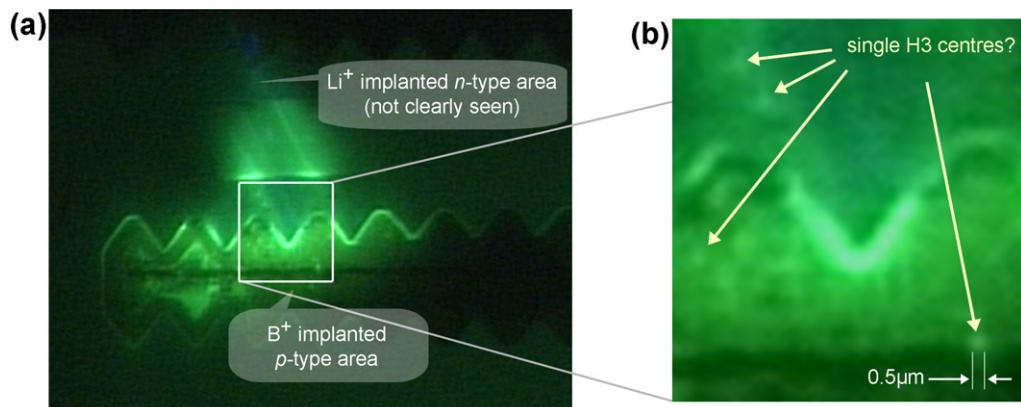 (a)
Li+ implanted n-type area
(not clearly seen)
B+ implanted
p-type area
(b)
single H3 centres?
0.5μm